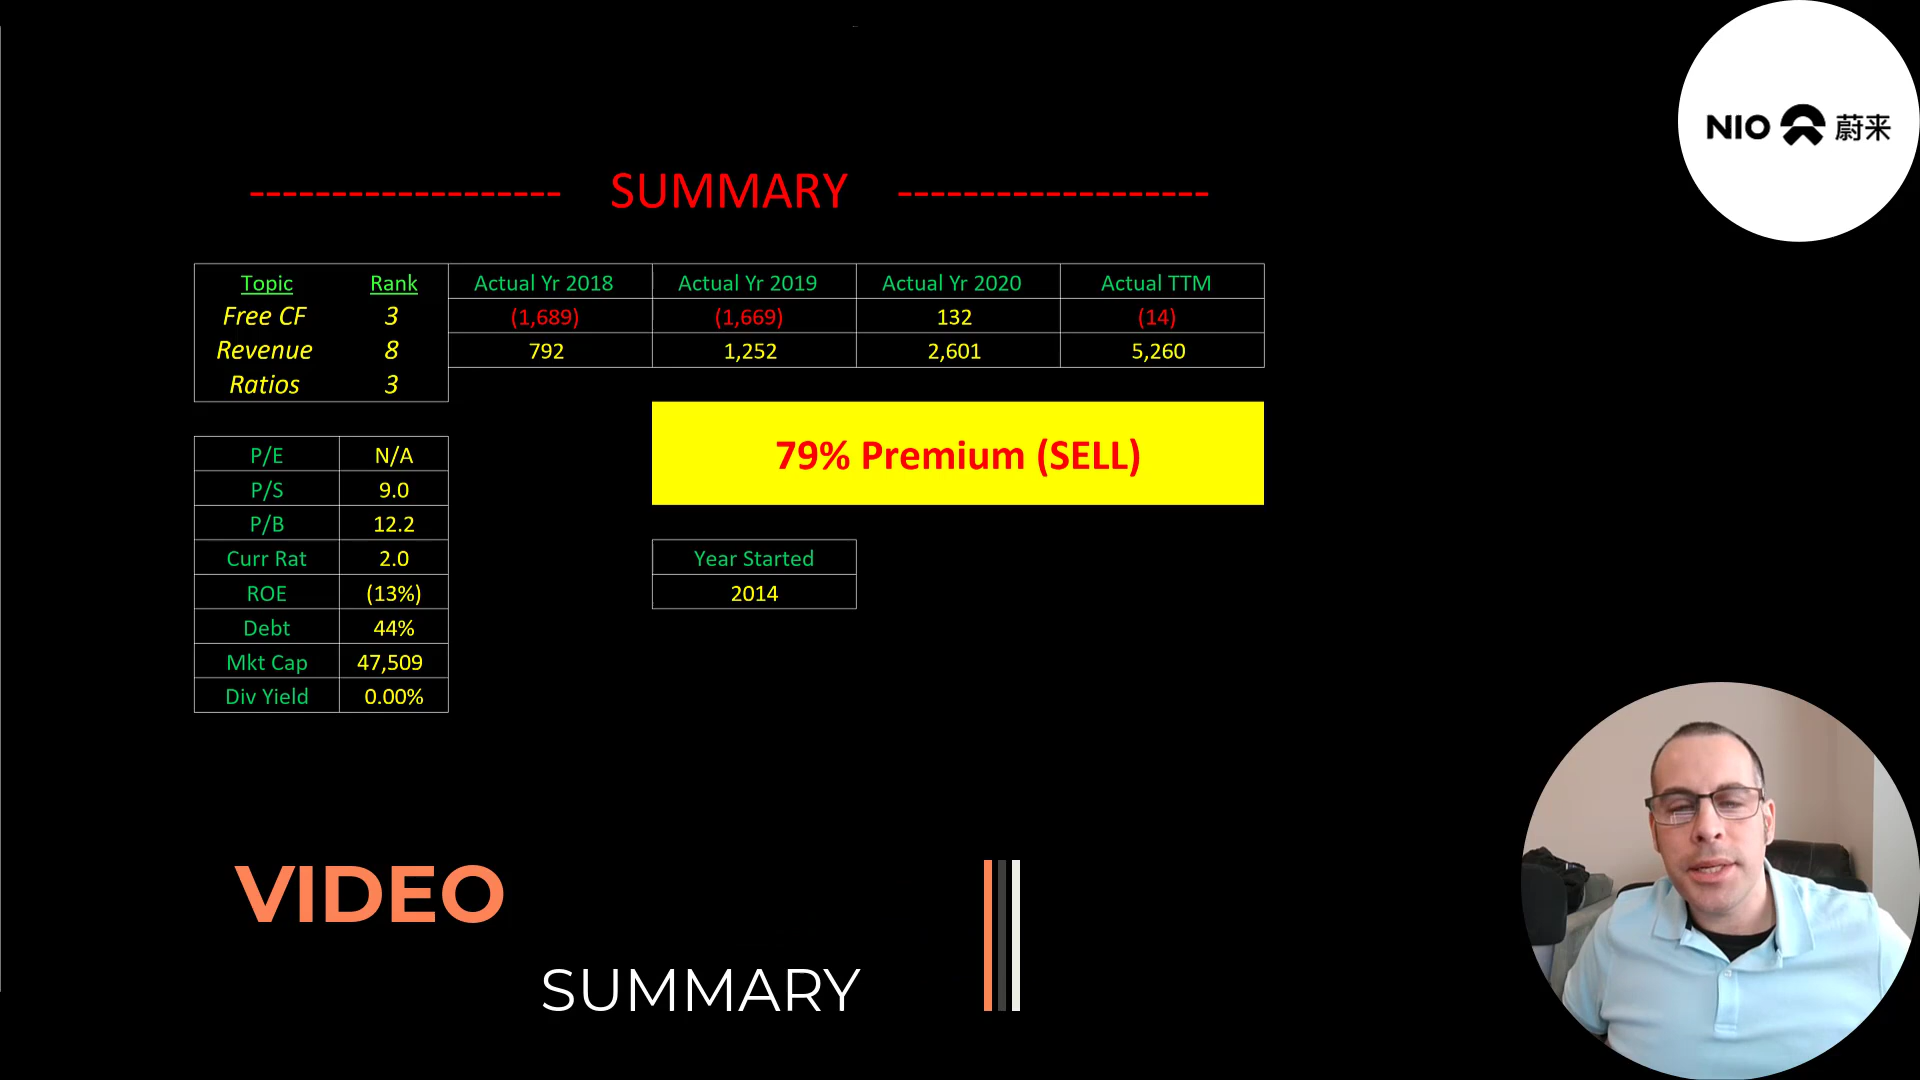 NIO 蔚来
------------------- SUMMARY -------------------
Topic Rank Actual Yr 2018 Actual Yr 2019 Actual Yr 2020 Actual TTM
Free CF 3 (1,689) (1,669) 132 (14)
Revenue 8 792 1,252 2,601 5,260
Ratios 3
79% Premium (SELL)
P/E N/A
P/S 9.0
P/B 12.2
Curr Rat 2.0
ROE (13%)
Debt 44%
Mkt Cap 47,509
Div Yield 0.00%
Year Started
2014
VIDEO
SUMMARY